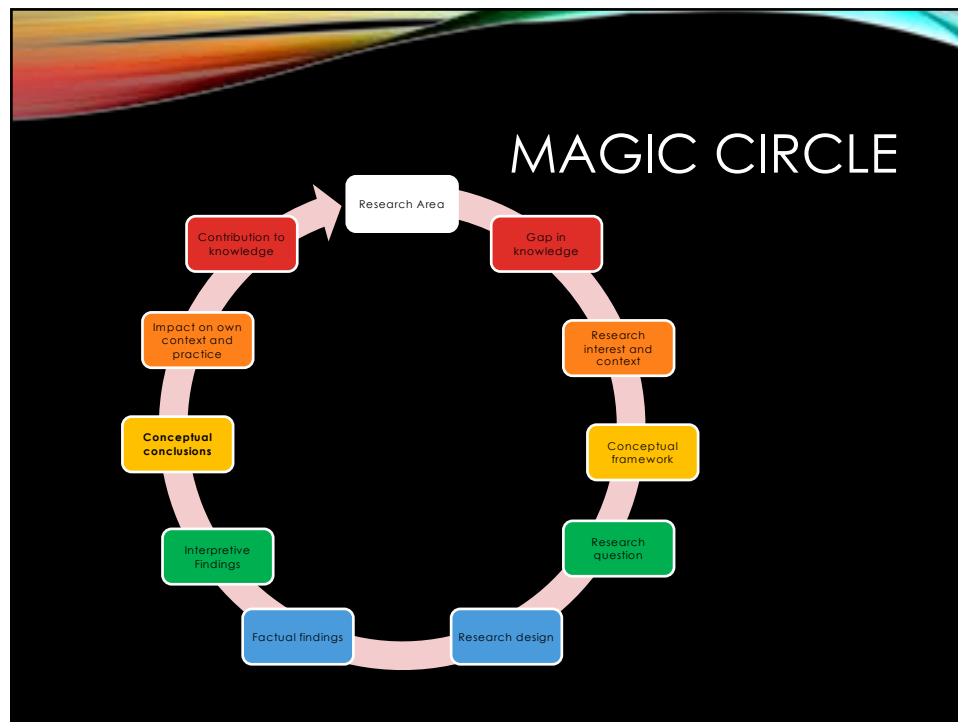 MAGIC CIRCLE
Research Area
Gap in
knowledge
Research
interest and
context
Conceptual
framework
Research
question
Research design
Factual findings
Interpretive
Findings
Conceptual
conclusions
Impact on own
context and
practice
Contribution to
knowledge